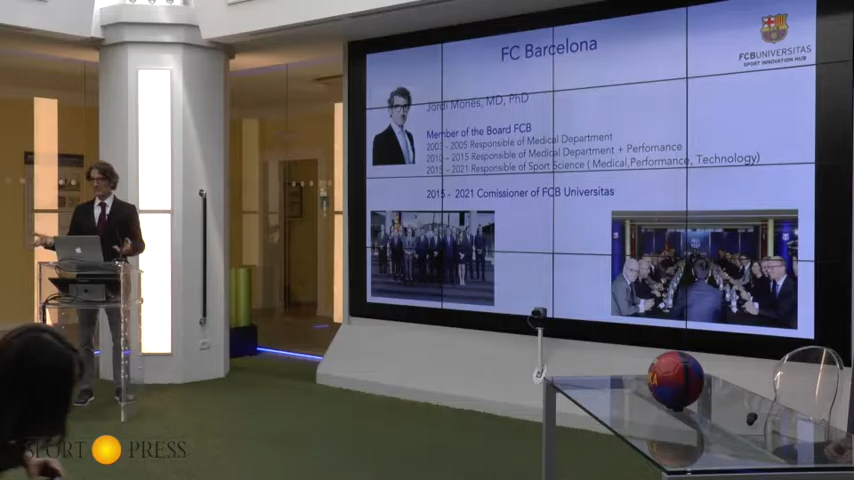 FC Barcelona
FCBUNIVERSITAS
SPORT INNOVATION HUB
Jordi Monés, MD, PhD
Member of the Board FCB
2003 - 2005 Responsible of Medical Department
2010 - 2015 Responsible of Medical Department + Perfomance
2015 - 2021 Responsible of Sport Science ( Medical,Performance, Technology)
2015 - 2021 Comissioner of FCB Universitas
SPORT PRESS